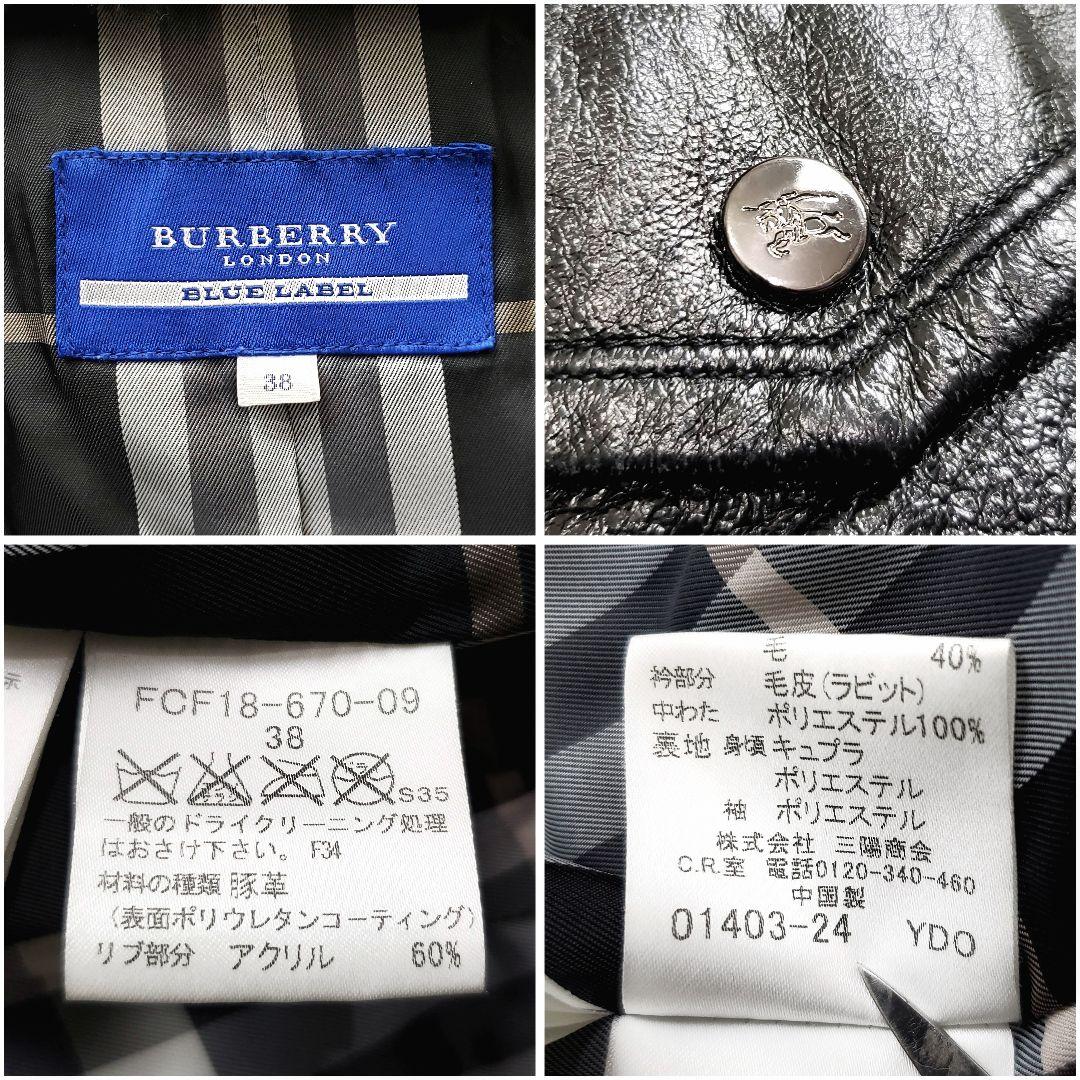 BURBERRY
LONDON
BLUE LABEL
38
示
FCF18-670-09
38
S35
一般のドライクリーニング処理
はおさけ下さい。 F34
材料の種類 豚革
(表面ポリウレタンコーティング)
リブ部分 アクリル 60%
毛 40%
衿部分 毛皮(ラビット)
中わた ポリエステル100%
裏地 身頃 キュプラ
ポリエステル
袖 ポリエステル
株式会社 三陽商会
C.R.室 電話0120-340-460
中国製
01403-24 YDO